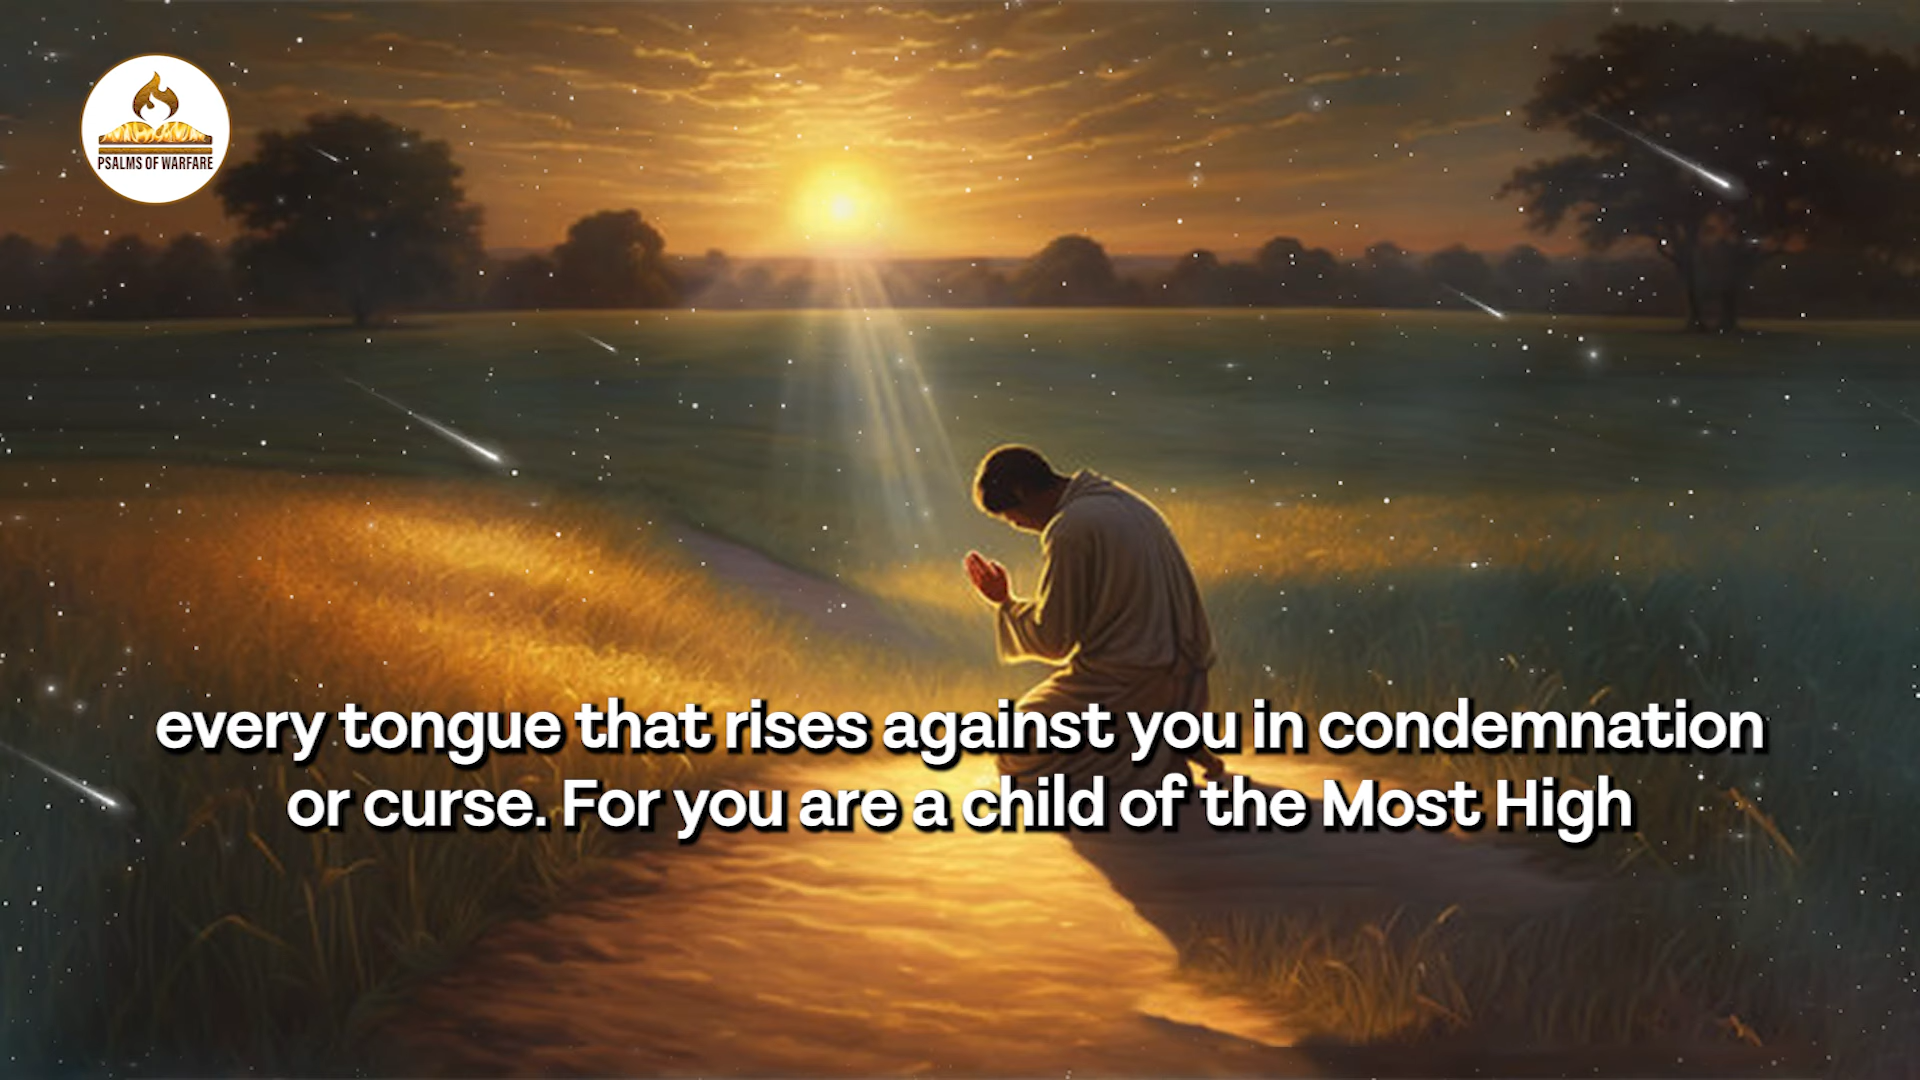 PSALMS OF WARFARE
every tongue that rises against you in condemnation
or curse. For you are a child of the Most High